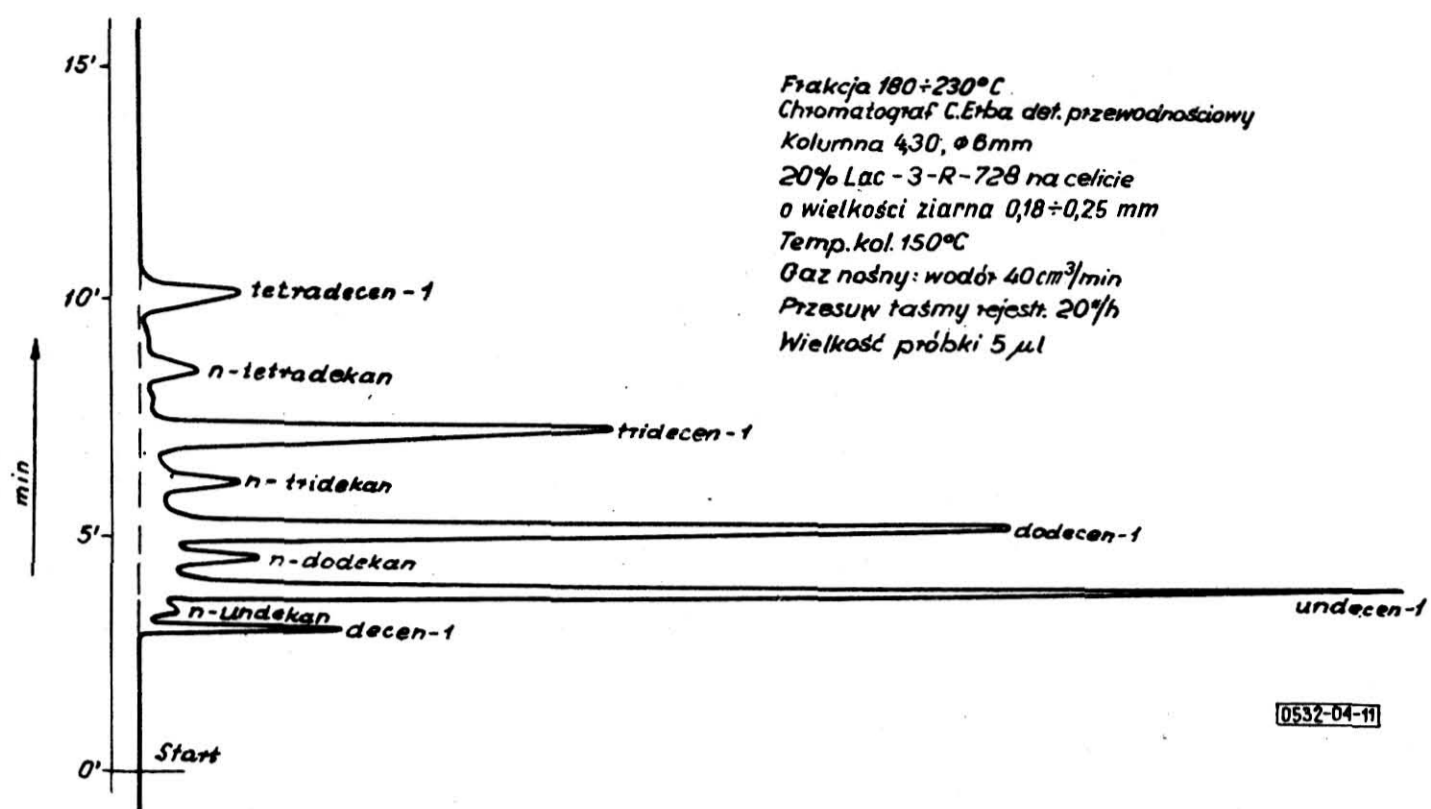 15'
Frakcja 180÷230°C
Chromatograf C.Erba det. przewodnościowy
Kolumna 4,30, ⌀ 6mm
20% Lac-3-R-728 na celicie
o wielkości ziarna 0,18÷0,25 mm
Temp. kol. 150°C
Gaz nośny: wodór 40 cm³/min
Przesuw taśmy rejestr. 20"/h
Wielkość próbki 5 μl
10'
tetradecen-1
n-tetradekan
tridecen-1
n-tridekan
min
5'
dodecen-1
n-dodekan
undecen-1
n-undekan
decen-1
0532-04-11
Start
0'